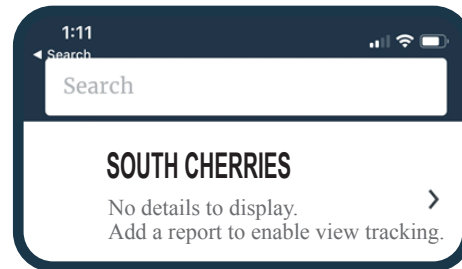 1:11
◀ Search
Search
SOUTH CHERRIES
No details to display.
Add a report to enable view tracking.